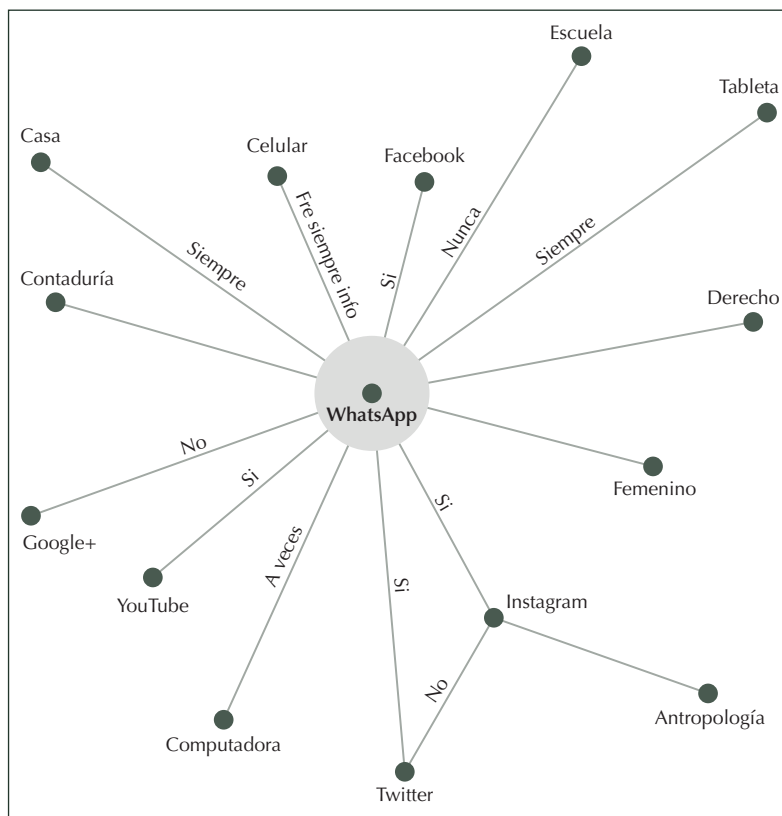 Escuela
Tableta
Casa
Celular
Facebook
Siempre
Fre siempre info
Si
Nunca
Siempre
Contaduría
Derecho
WhatsApp
No
Si
Si
Femenino
Google+
A veces
YouTube
Si
Instagram
No
Antropología
Computadora
Twitter